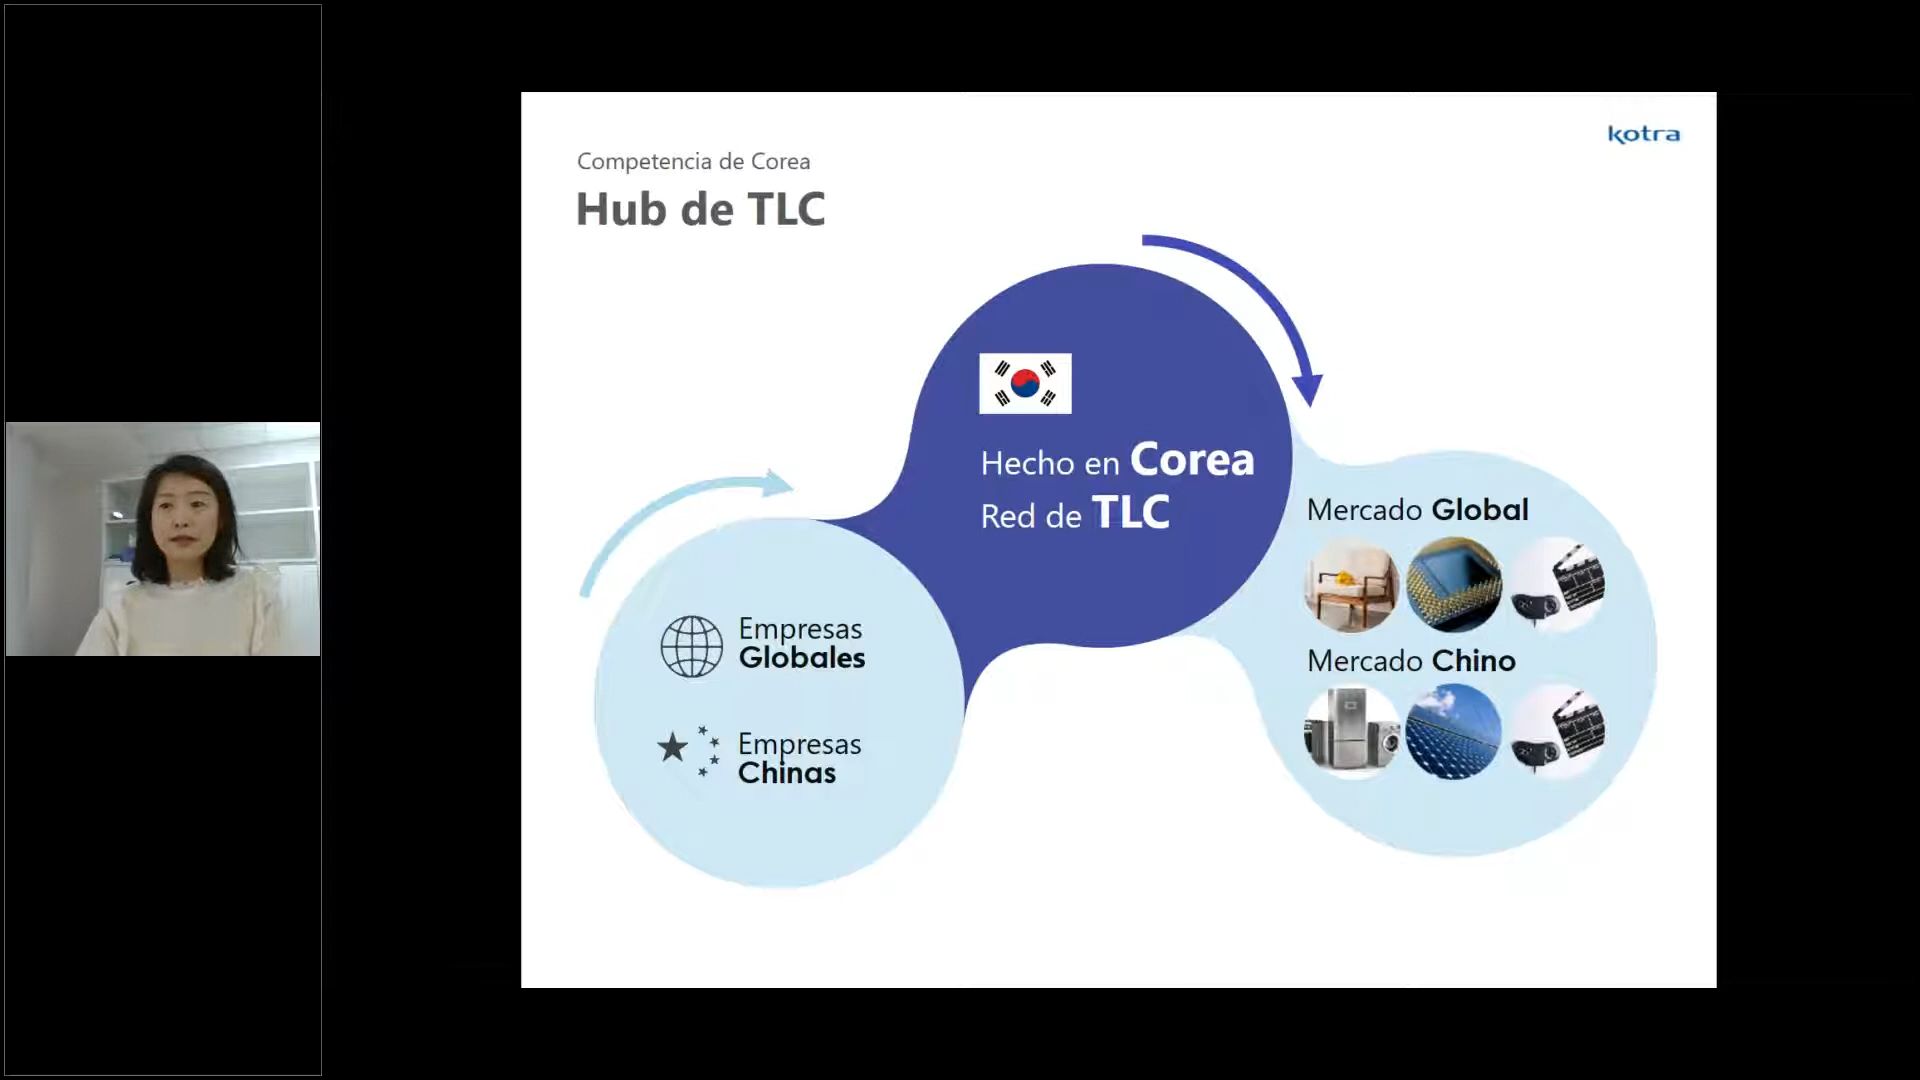 kotra
Competencia de Corea
Hub de TLC
Hecho en Corea
Red de TLC
Empresas
Globales
Empresas
Chinas
Mercado Global
Mercado Chino